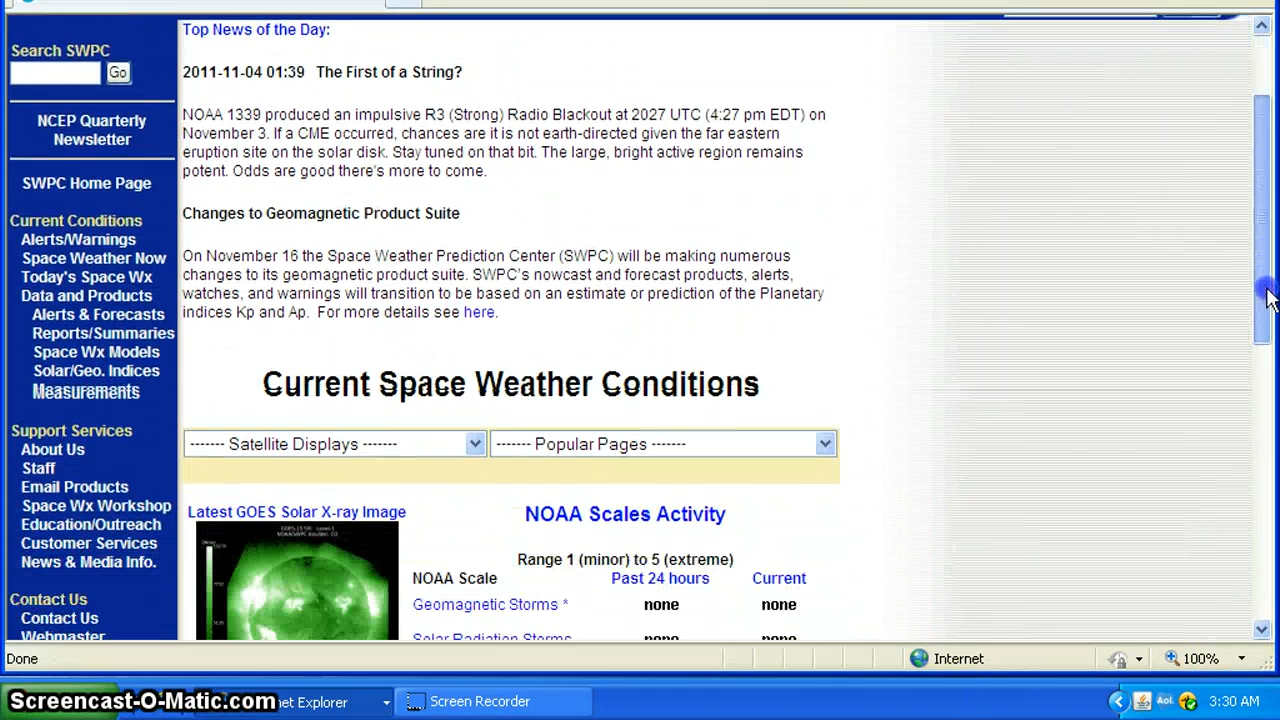 Top News of the Day:
Search SWPC
Go
2011-11-04 01:39 The First of a String?
NOAA 1339 produced an impulsive R3 (Strong) Radio Blackout at 2027 UTC (4:27 pm EDT) on
November 3. If a CME occurred, chances are it is not earth-directed given the far eastern
eruption site on the solar disk. Stay tuned on that bit. The large, bright active region remains
potent. Odds are good there's more to come.
NCEP Quarterly
Newsletter
SWPC Home Page
Changes to Geomagnetic Product Suite
Current Conditions
Alerts/Warnings
Space Weather Now
Today's Space Wx
Data and Products
Alerts & Forecasts
Reports/Summaries
Space Wx Models
Solar/Geo. Indices
Measurements
On November 16 the Space Weather Prediction Center (SWPC) will be making numerous
changes to its geomagnetic product suite. SWPC's nowcast and forecast products, alerts,
watches, and warnings will transition to be based on an estimate or prediction of the Planetary
indices Kp and Ap. For more details see here.
Current Space Weather Conditions
Support Services
About Us
Staff
Email Products
Space Wx Workshop
Education/Outreach
Customer Services
News & Media Info.
Contact Us
Contact Us
Webmaster
------- Satellite Displays -------
------- Popular Pages -------
Latest GOES Solar X-ray Image
NOAA Scales Activity
Range 1 (minor) to 5 (extreme)
NOAA Scale Past 24 hours Current
Geomagnetic Storms * none none
Solar Radiation Storms none none
Done
Internet
100%
Screencast-O-Matic.com
net Explorer
Screen Recorder
Aol.
3:30 AM